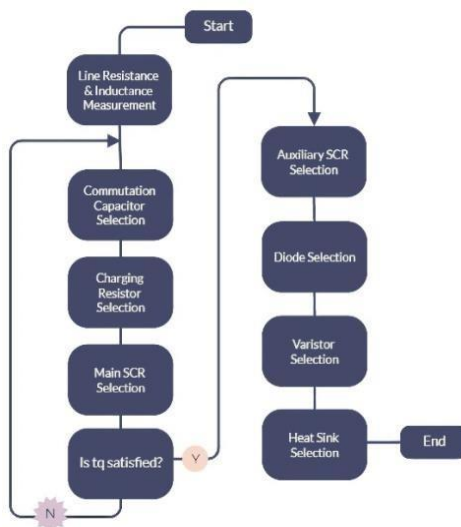 Start
Line Resistance
& Inductance
Measurement
Commutation
Capacitor
Selection
Charging
Resistor
Selection
Main SCR
Selection
Is tq satisfied?
N
Y
Auxiliary SCR
Selection
Diode Selection
Varistor
Selection
Heat Sink
Selection
End